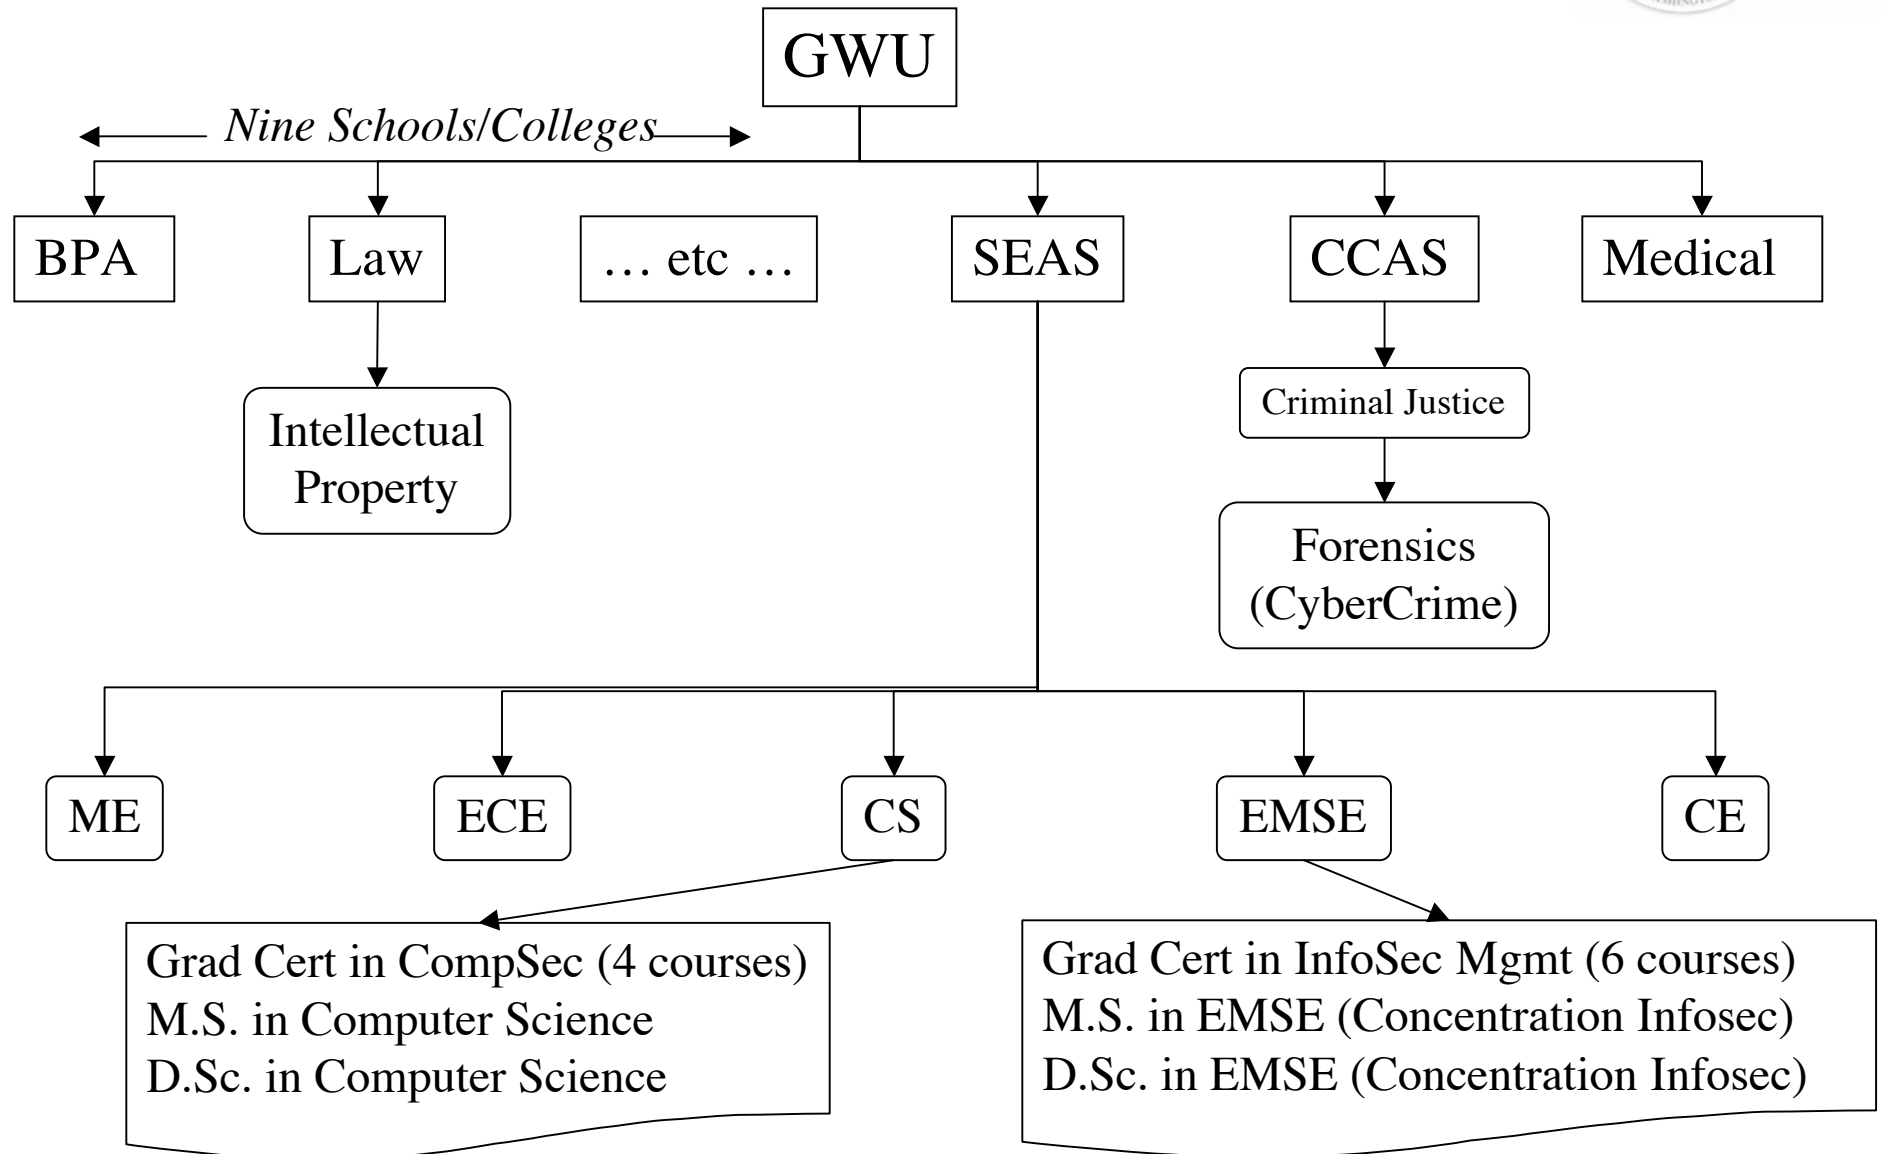 GWU
Nine Schools/Colleges
BPA
Law
… etc …
SEAS
CCAS
Medical
Intellectual
Property
Criminal Justice
Forensics
(CyberCrime)
ME
ECE
CS
EMSE
CE
Grad Cert in CompSec (4 courses)
M.S. in Computer Science
D.Sc. in Computer Science
Grad Cert in InfoSec Mgmt (6 courses)
M.S. in EMSE (Concentration Infosec)
D.Sc. in EMSE (Concentration Infosec)